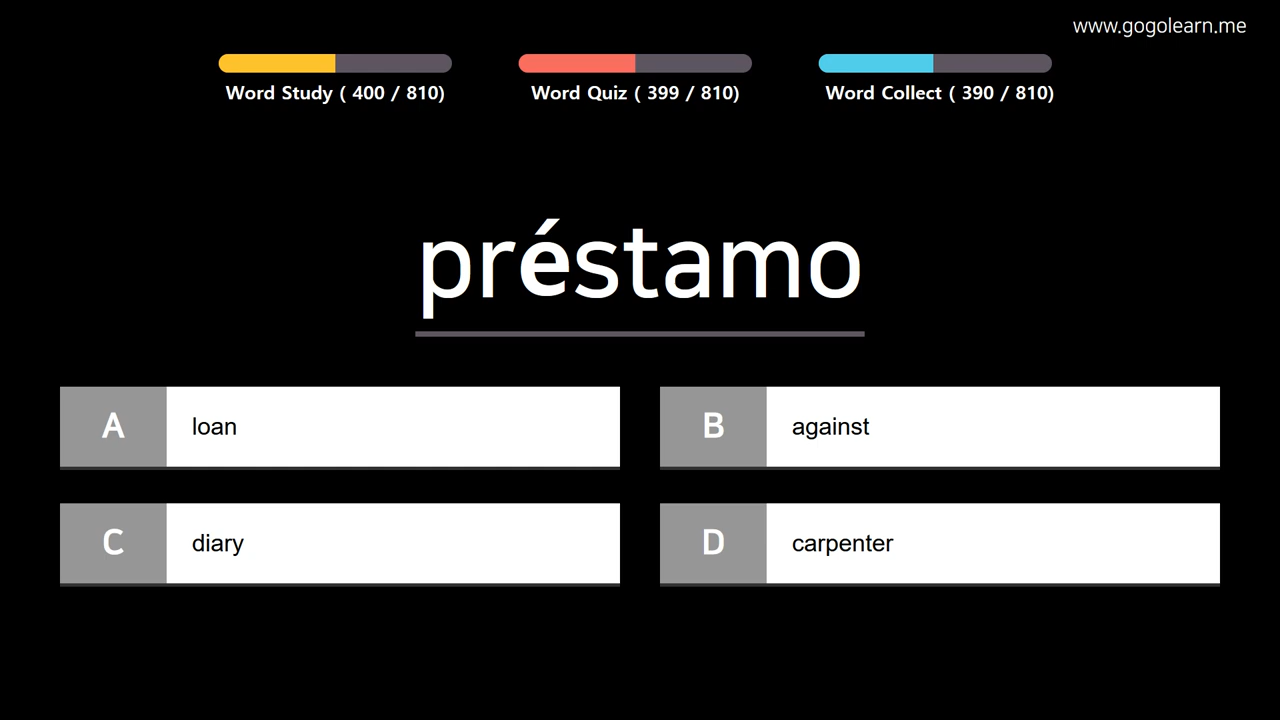 www.gogolearn.me
Word Study ( 400 / 810)
Word Quiz ( 399 / 810)
Word Collect ( 390 / 810)
préstamo
A loan
B against
C diary
D carpenter